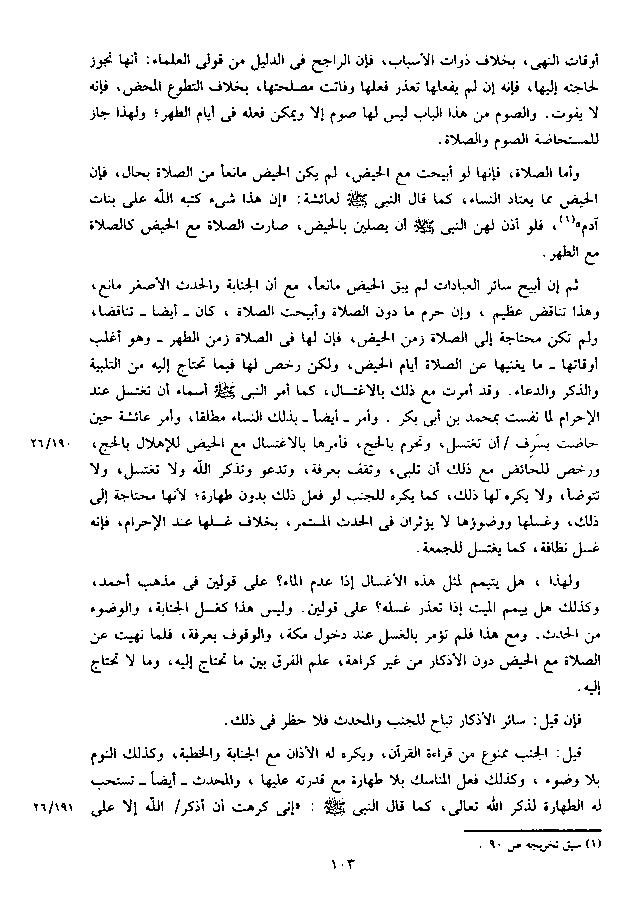 أوقات النهى، بخلاف ذوات الأسباب، فإن الراجح فى الدليل من قولى العلماء: أنها تجوز
لحاجته إليها، فإنه إن لم يفعلها تعذر فعلها وفاتت مصلحتها، بخلاف التطوع المحض، فإنه
لا يفوت. والصوم من هذا الباب ليس لها صوم إلا ويمكن فعله فى أيام الطهر؛ ولهذا جاز
للمستحاضة الصوم والصلاة.
وأما الصلاة، فإنها لو أبيحت مع الحيض، لم يكن الحيض مانعاً من الصلاة بحال، فإن
الحيض مما يعتاد النساء، كما قال النبى ﷺ لعائشة: «إن هذا شىء كتبه الله على بنات
آدم»(١)، فلو أذن لهن النبى ﷺ أن يصلين بالحيض، صارت الصلاة مع الحيض كالصلاة
مع الطهر.
ثم إن أبيح سائر العبادات لم يبق الحيض مانعاً، مع أن الجنابة والحدث الأصغر مانع،
وهذا تناقض عظيم ، وإن حرم ما دون الصلاة وأبيحت الصلاة ، كان ـ أيضا ـ تناقضا،
ولم تكن محتاجة إلى الصلاة زمن الحيض، فإن لها فى الصلاة زمن الطهر ـ وهو أغلب
أوقاتها ـ ما يغنيها عن الصلاة أيام الحيض، ولكن رخص لها فيما تحتاج إليه من التلبية
والذكر والدعاء. وقد أمرت مع ذلك بالاغتسال، كما أمر النبى ﷺ أسماء أن تغتسل عند
الإحرام لما نفست بمحمد بن أبى بكر . وأمر ـ أيضاً ـ بذلك النساء مطلقا، وأمر عائشة حين
حاضت بسَرِف / أن تغتسل، وتحرم بالحج، فأمرها بالاغتسال مع الحيض للإهلال بالحج، ٢٦/١٩٠
ورخص للحائض مع ذلك أن تلبى، وتقف بعرفة، وتدعو وتذكر الله ولا تغتسل، ولا
تتوضأ، ولا يكره لها ذلك، كما يكره للجنب لو فعل ذلك بدون طهارة؛ لأنها محتاجة إلى
ذلك، وغسلها ووضوؤها لا يؤثران فى الحدث المستمر، بخلاف غسلها عند الإحرام، فإنه
غسل نظافة، كما يغتسل للجمعة.
ولهذا ، هل يتيمم لمثل هذه الأغسال إذا عدم الماء؟ على قولين فى مذهب أحمد،
وكذلك هل ييمم الميت إذا تعذر غسله؟ على قولين. وليس هذا كغسل الجنابة، والوضوء
من الحدث. ومع هذا فلم تؤمر بالغسل عند دخول مكة، والوقوف بعرفة، فلما نهيت عن
الصلاة مع الحيض دون الأذكار من غير كراهة، علم الفرق بين ما تحتاج إليه، وما لا تحتاج
إليه.
فإن قيل: سائر الأذكار تباح للجنب والمحدث فلا حظر فى ذلك.
قيل: الجنب ممنوع من قراءة القرآن، ويكره له الأذان مع الجنابة والخطبة، وكذلك النوم
بلا وضوء ، وكذلك فعل المناسك بلا طهارة مع قدرته عليها ، والمحدث ـ أيضاً ـ تستحب
له الطهارة لذكر الله تعالى، كما قال النبى ﷺ : «إنى كرهت أن أذكر/ الله إلا على ٢٦/١٩١
(١) سبق تخريجه ص ٩٠ .
١٠٣